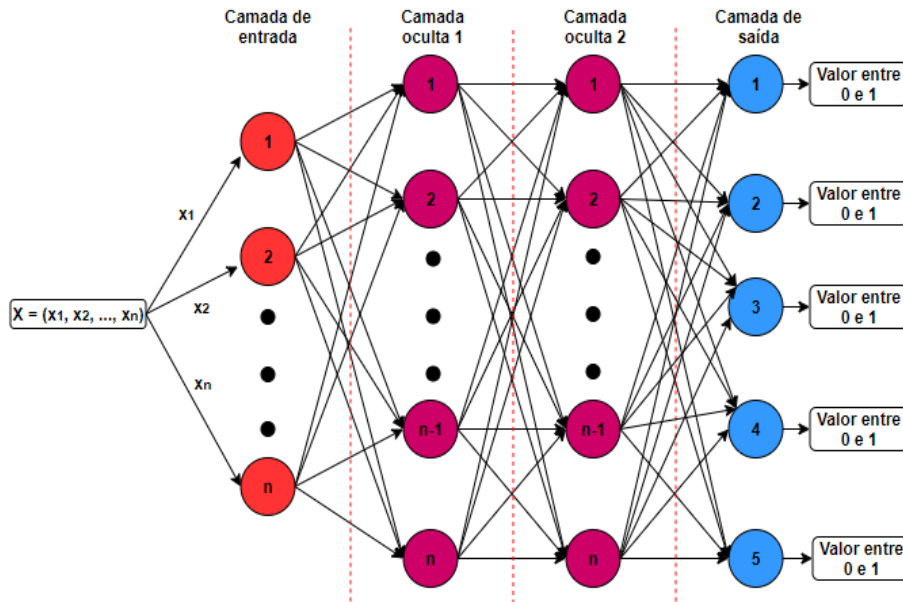 Camada de
entrada
Camada
oculta 1
Camada
oculta 2
Camada de
saída
X = (x1, x2, ..., xn)
x1
x2
xn
1
2
n
1
2
n-1
n
1
2
n-1
n
1
2
3
4
5
Valor entre
0 e 1
Valor entre
0 e 1
Valor entre
0 e 1
Valor entre
0 e 1
Valor entre
0 e 1